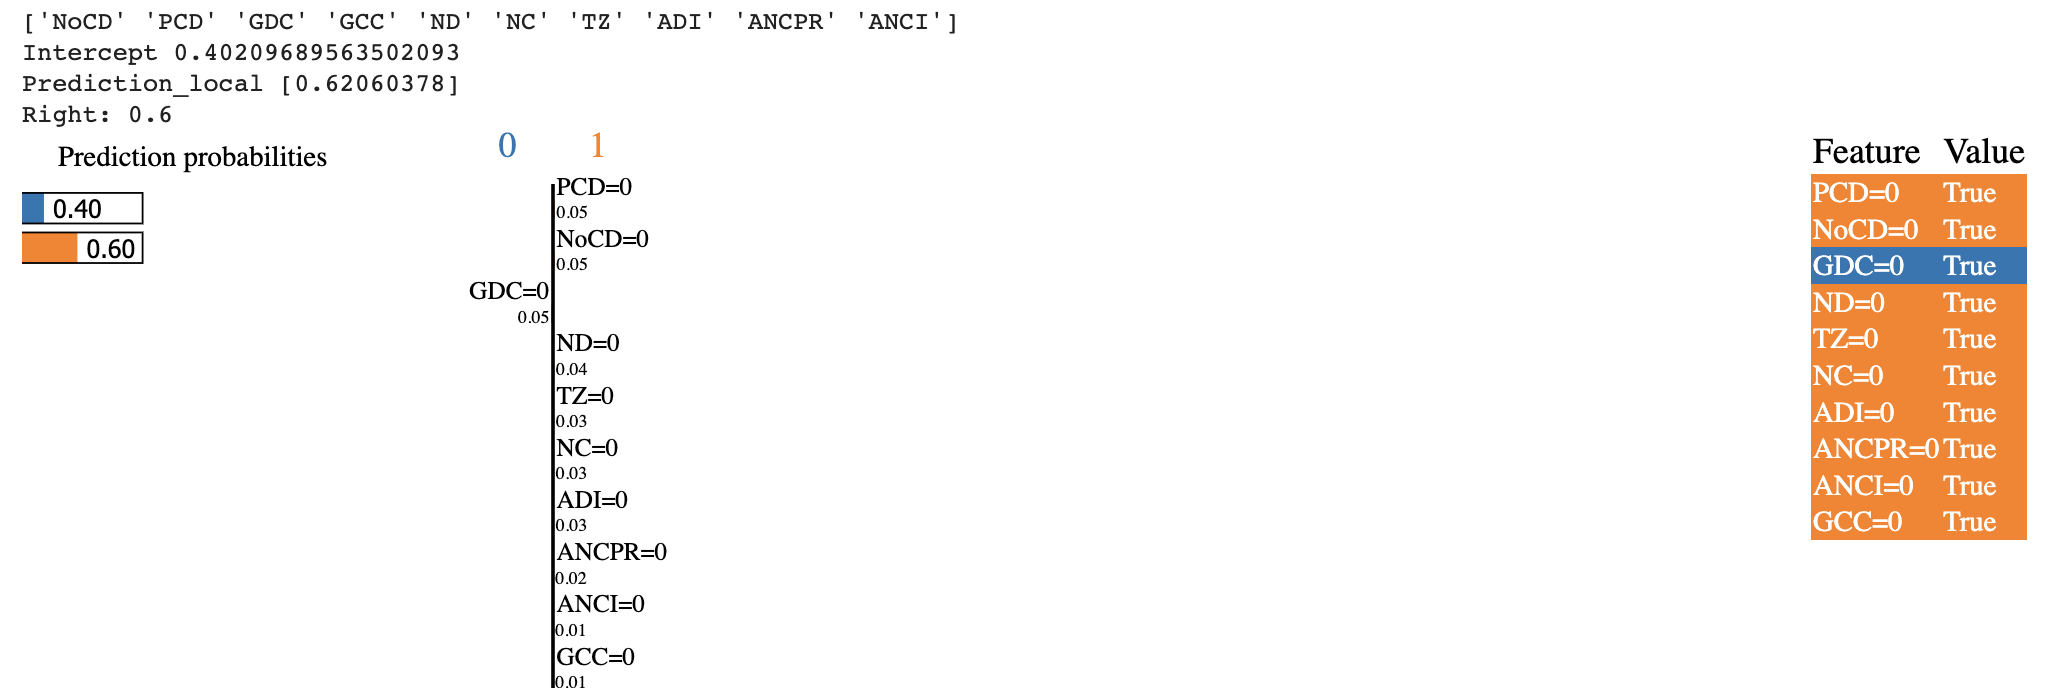 ['NoCD' 'PCD' 'GDC' 'GCC' 'ND' 'NC' 'TZ' 'ADI' 'ANCPR' 'ANCI']
Intercept 0.40209689563502093
Prediction_local [0.62060378]
Right: 0.6
Prediction probabilities
0.40
0.60
0 1
PCD=0
0.05
NoCD=0
0.05
GDC=0
0.05
ND=0
0.04
TZ=0
0.03
NC=0
0.03
ADI=0
0.03
ANCPR=0
0.02
ANCI=0
0.01
GCC=0
0.01
Feature Value
PCD=0 True
NoCD=0 True
GDC=0 True
ND=0 True
TZ=0 True
NC=0 True
ADI=0 True
ANCPR=0 True
ANCI=0 True
GCC=0 True